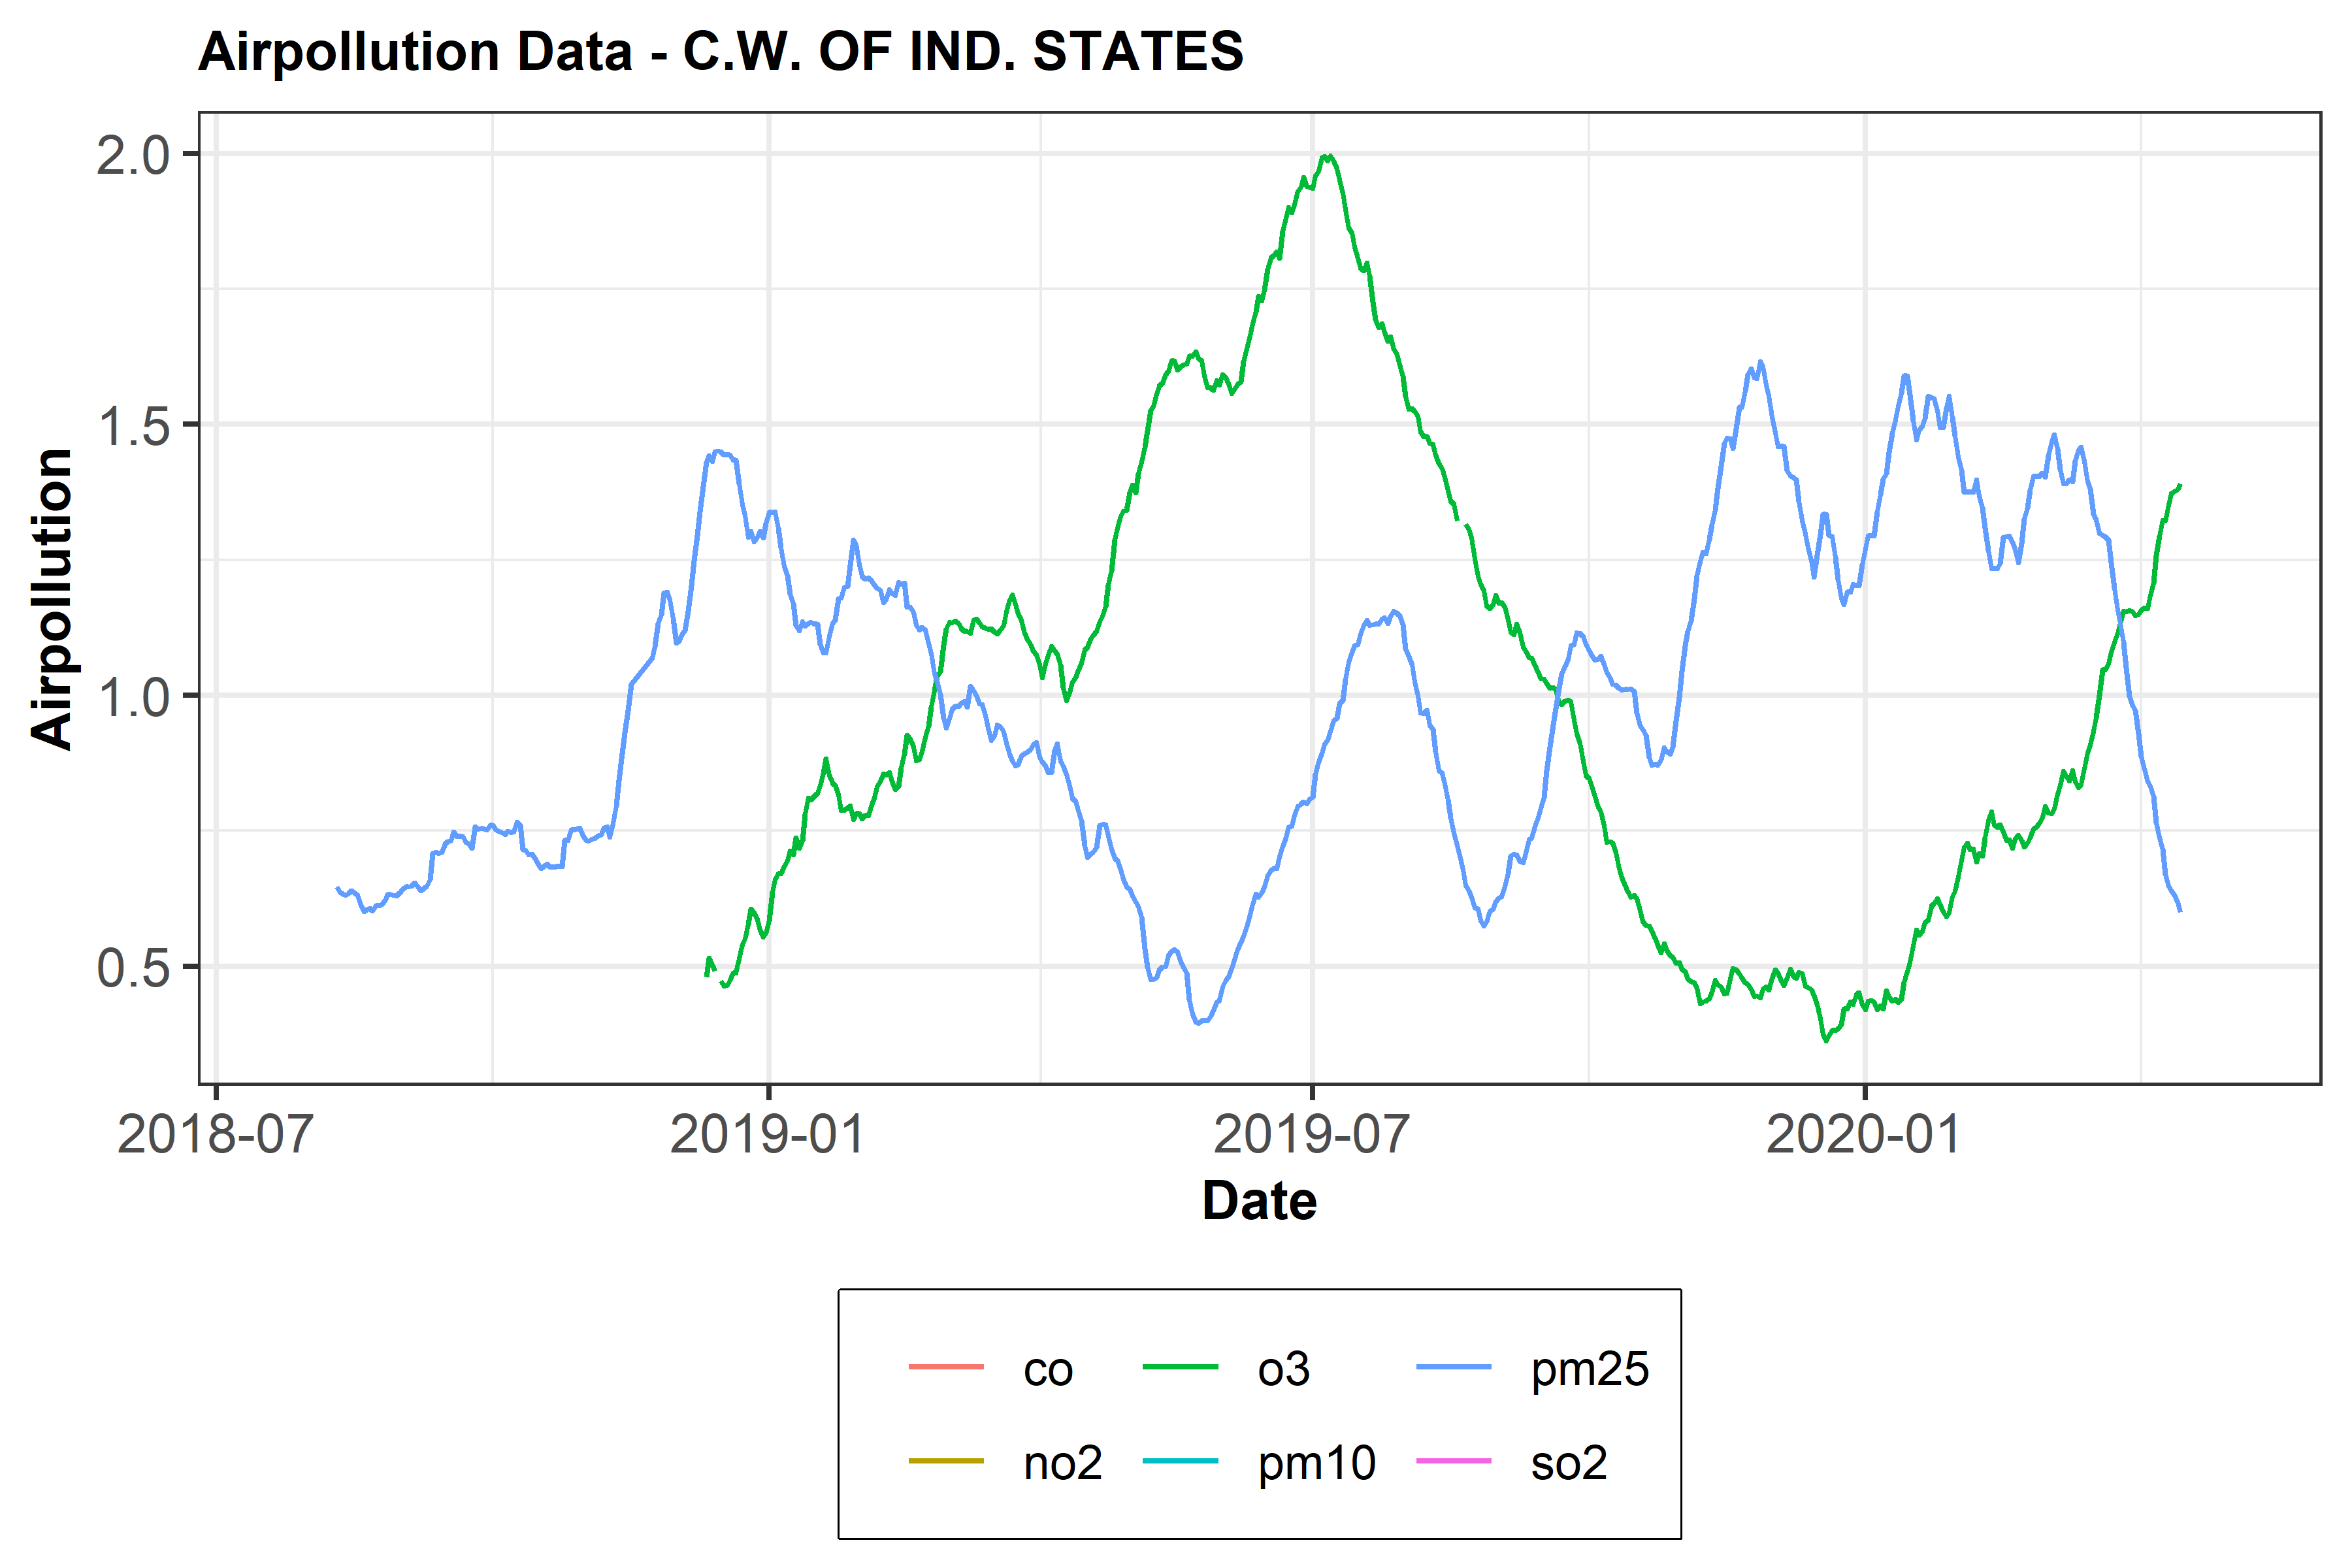 Airpollution Data - C.W. OF IND. STATES
2.0
1.5
1.0
0.5
Airpollution
2018-07 2019-01 2019-07 2020-01
Date
co o3 pm25
no2 pm10 so2